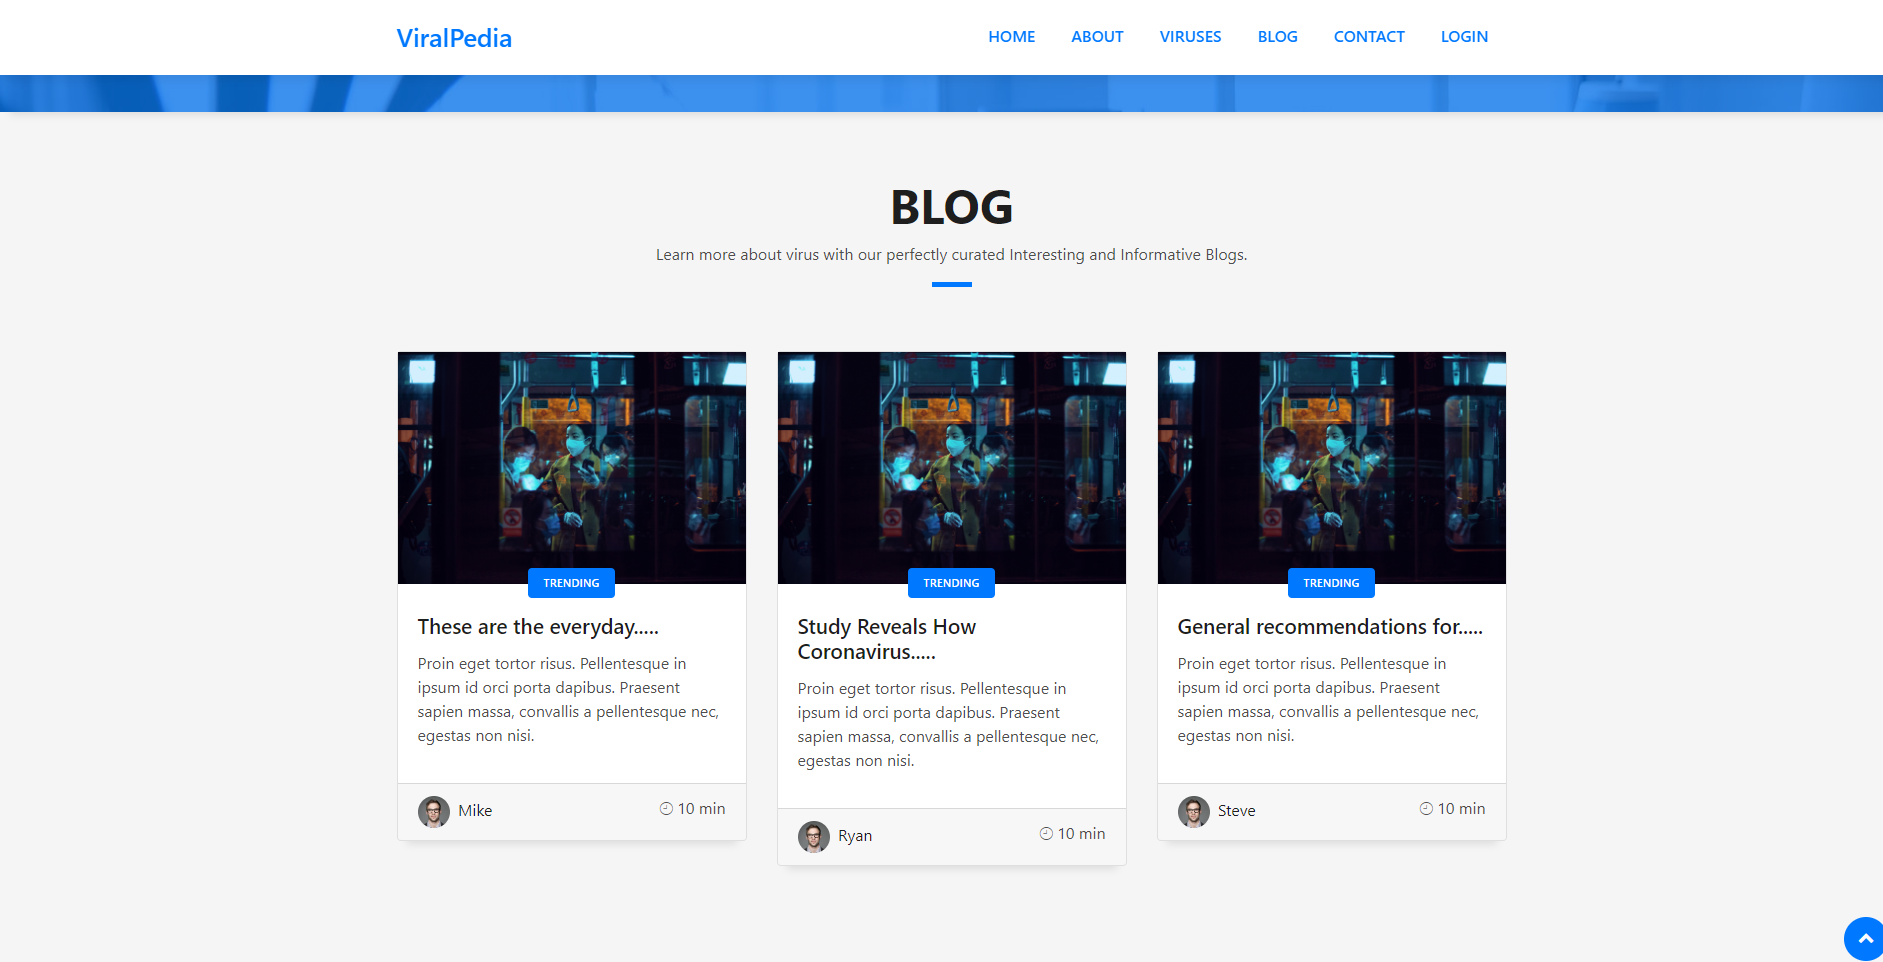 ViralPedia
HOME ABOUT VIRUSES BLOG CONTACT LOGIN
BLOG
Learn more about virus with our perfectly curated Interesting and Informative Blogs.
TRENDING
These are the everyday.....
Proin eget tortor risus. Pellentesque in
ipsum id orci porta dapibus. Praesent
sapien massa, convallis a pellentesque nec,
egestas non nisi.
Mike
10 min
TRENDING
Study Reveals How
Coronavirus.....
Proin eget tortor risus. Pellentesque in
ipsum id orci porta dapibus. Praesent
sapien massa, convallis a pellentesque nec,
egestas non nisi.
Ryan
10 min
TRENDING
General recommendations for.....
Proin eget tortor risus. Pellentesque in
ipsum id orci porta dapibus. Praesent
sapien massa, convallis a pellentesque nec,
egestas non nisi.
Steve
10 min